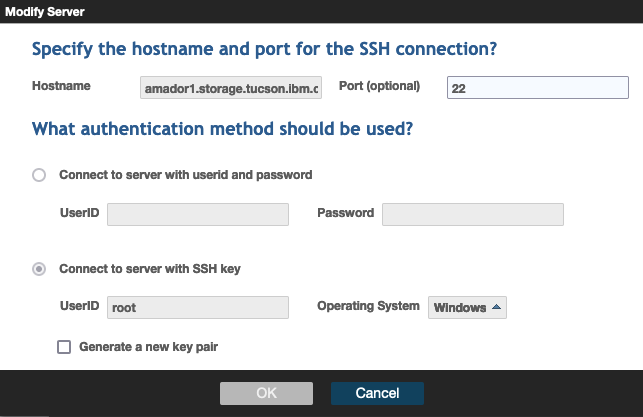 Modify Server
Specify the hostname and port for the SSH connection?
Hostname amador1.storage.tucson.ibm.c Port (optional) 22
What authentication method should be used?
Connect to server with userid and password
UserID Password
Connect to server with SSH key
UserID root Operating System Windows
Generate a new key pair
OK Cancel